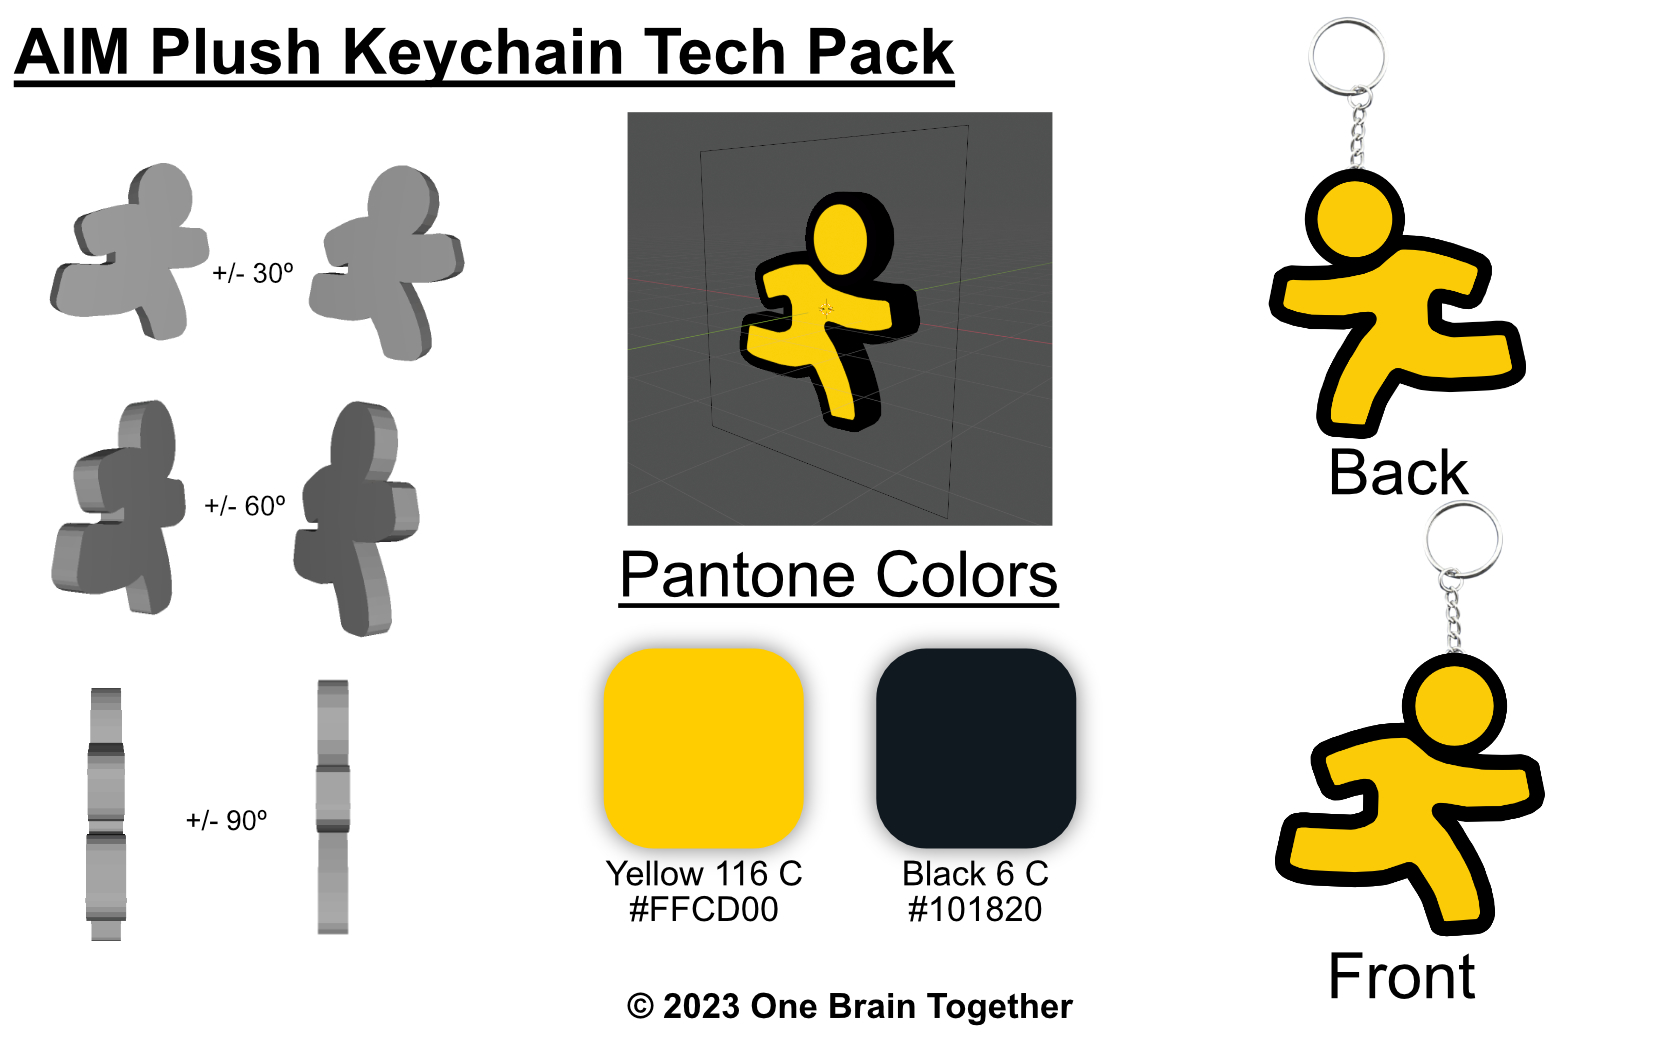 AIM Plush Keychain Tech Pack
+/- 30º
+/- 60º
+/- 90º
Pantone Colors
Yellow 116 C
#FFCD00
Black 6 C
#101820
Back
Front
© 2023 One Brain Together